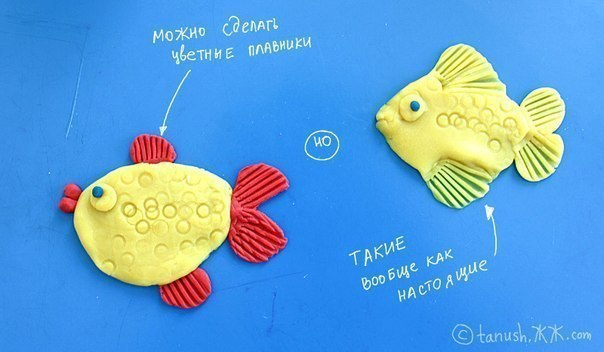 можно сделать
цветные плавники
но
такие
вообще как
настоящие
© tanush.жж.com